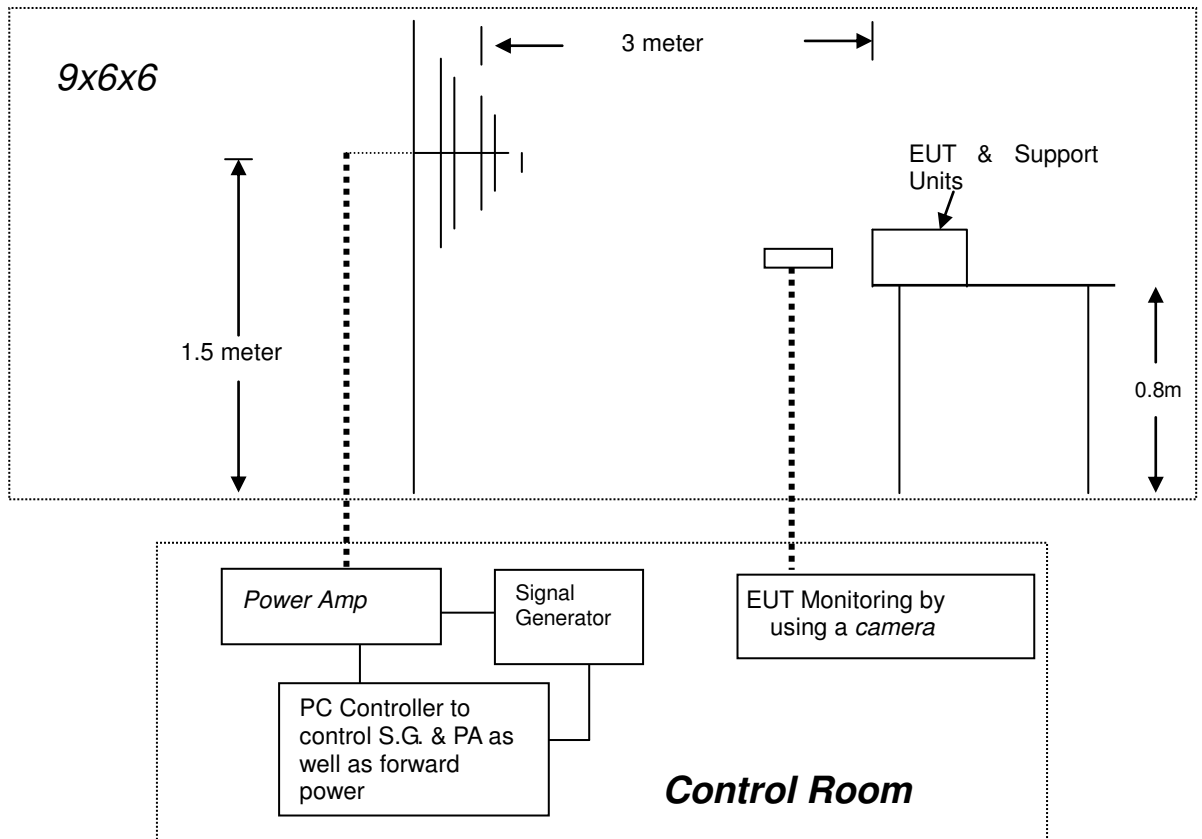 3 meter
9x6x6
EUT & Support
Units
1.5 meter
0.8m
Power Amp
Signal
Generator
EUT Monitoring by
using a camera
PC Controller to
control S.G. & PA as
well as forward
power
Control Room